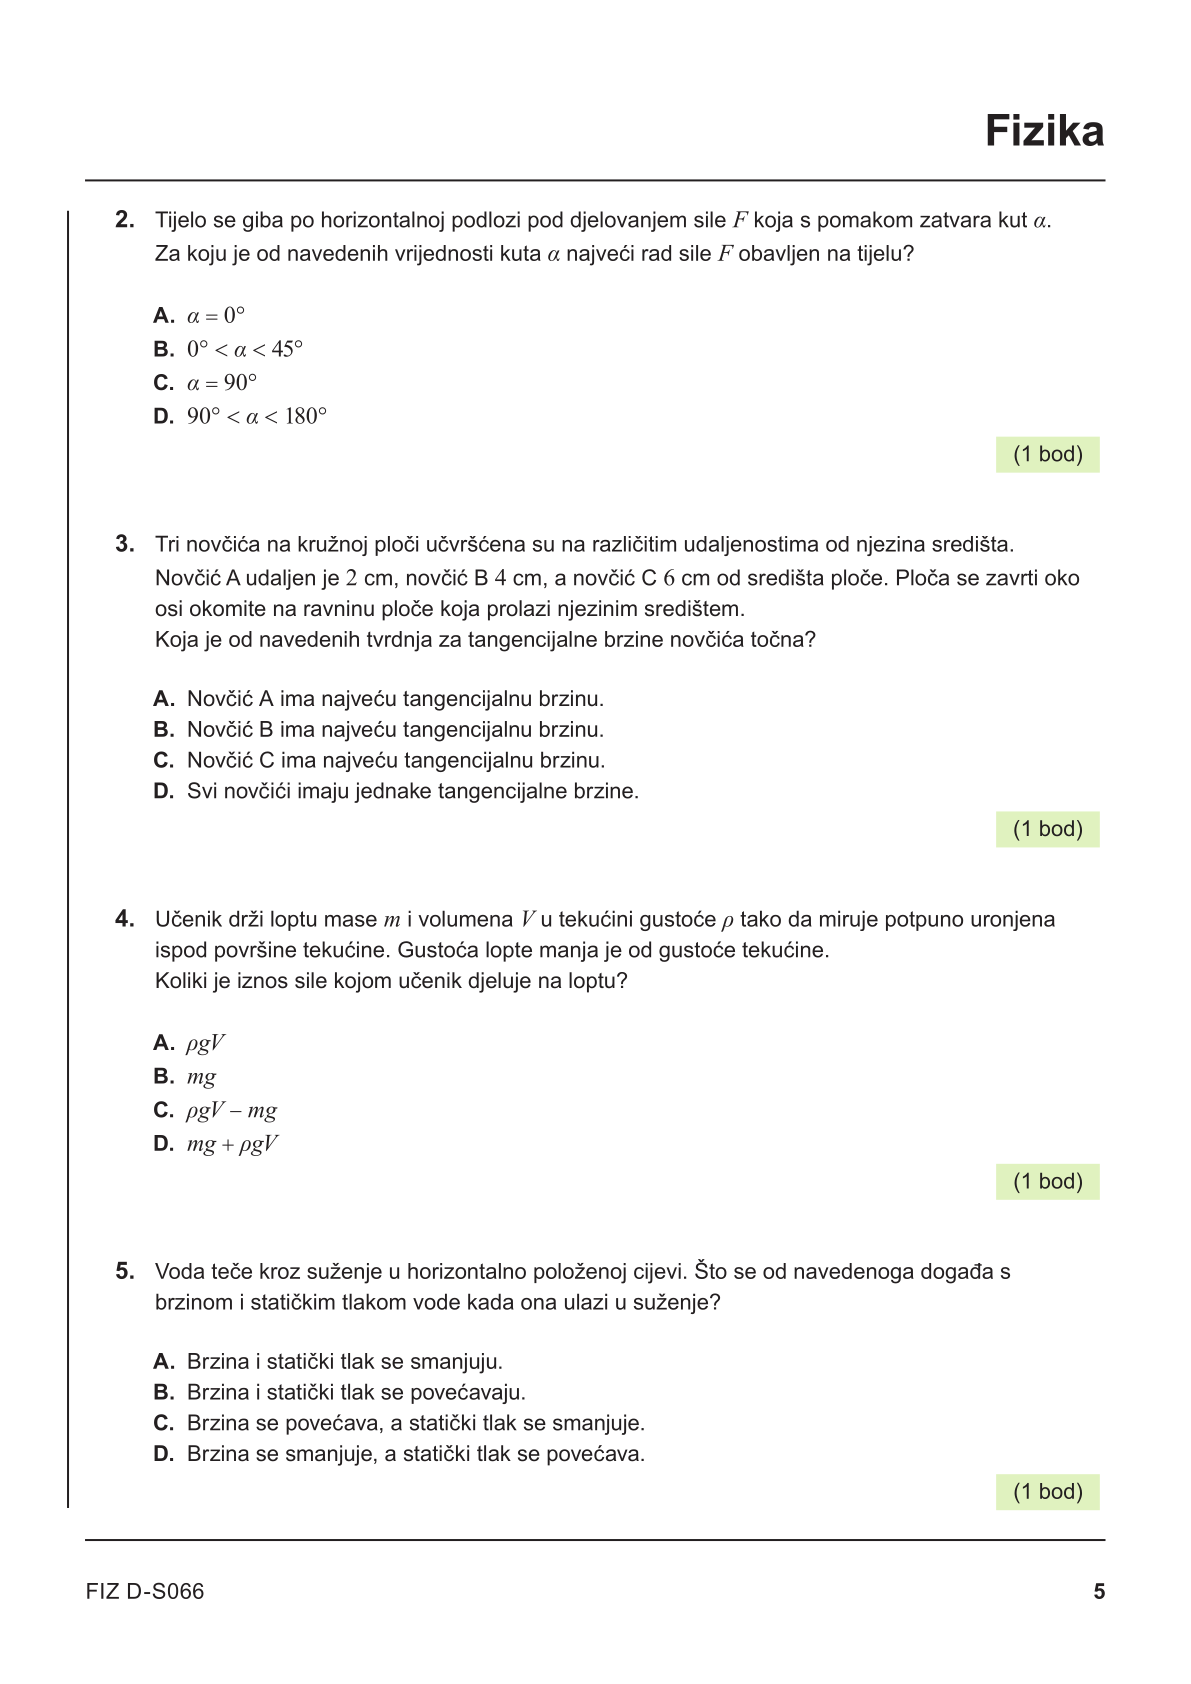 Fizika
2. Tijelo se giba po horizontalnoj podlozi pod djelovanjem sile F koja s pomakom zatvara kut α.
Za koju je od navedenih vrijednosti kuta α najveći rad sile F obavljen na tijelu?
A. α = 0°
B. 0° < α < 45°
C. α = 90°
D. 90° < α < 180°
(1 bod)
3. Tri novčića na kružnoj ploči učvršćena su na različitim udaljenostima od njezina središta.
Novčić A udaljen je 2 cm, novčić B 4 cm, a novčić C 6 cm od središta ploče. Ploča se zavrti oko
osi okomite na ravninu ploče koja prolazi njezinim središtem.
Koja je od navedenih tvrdnja za tangencijalne brzine novčića točna?
A. Novčić A ima najveću tangencijalnu brzinu.
B. Novčić B ima najveću tangencijalnu brzinu.
C. Novčić C ima najveću tangencijalnu brzinu.
D. Svi novčići imaju jednake tangencijalne brzine.
(1 bod)
4. Učenik drži loptu mase m i volumena V u tekućini gustoće ρ tako da miruje potpuno uronjena
ispod površine tekućine. Gustoća lopte manja je od gustoće tekućine.
Koliki je iznos sile kojom učenik djeluje na loptu?
A. ρgV
B. mg
C. ρgV – mg
D. mg + ρgV
(1 bod)
5. Voda teče kroz suženje u horizontalno položenoj cijevi. Što se od navedenoga događa s
brzinom i statičkim tlakom vode kada ona ulazi u suženje?
A. Brzina i statički tlak se smanjuju.
B. Brzina i statički tlak se povećavaju.
C. Brzina se povećava, a statički tlak se smanjuje.
D. Brzina se smanjuje, a statički tlak se povećava.
(1 bod)
FIZ D-S066
5